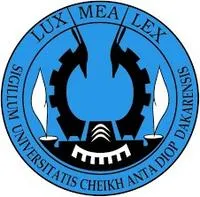 LUX MEA LEX
SIGILLUM UNIVERSITATIS CHEIKH ANTA DIOP DAKARENSIS